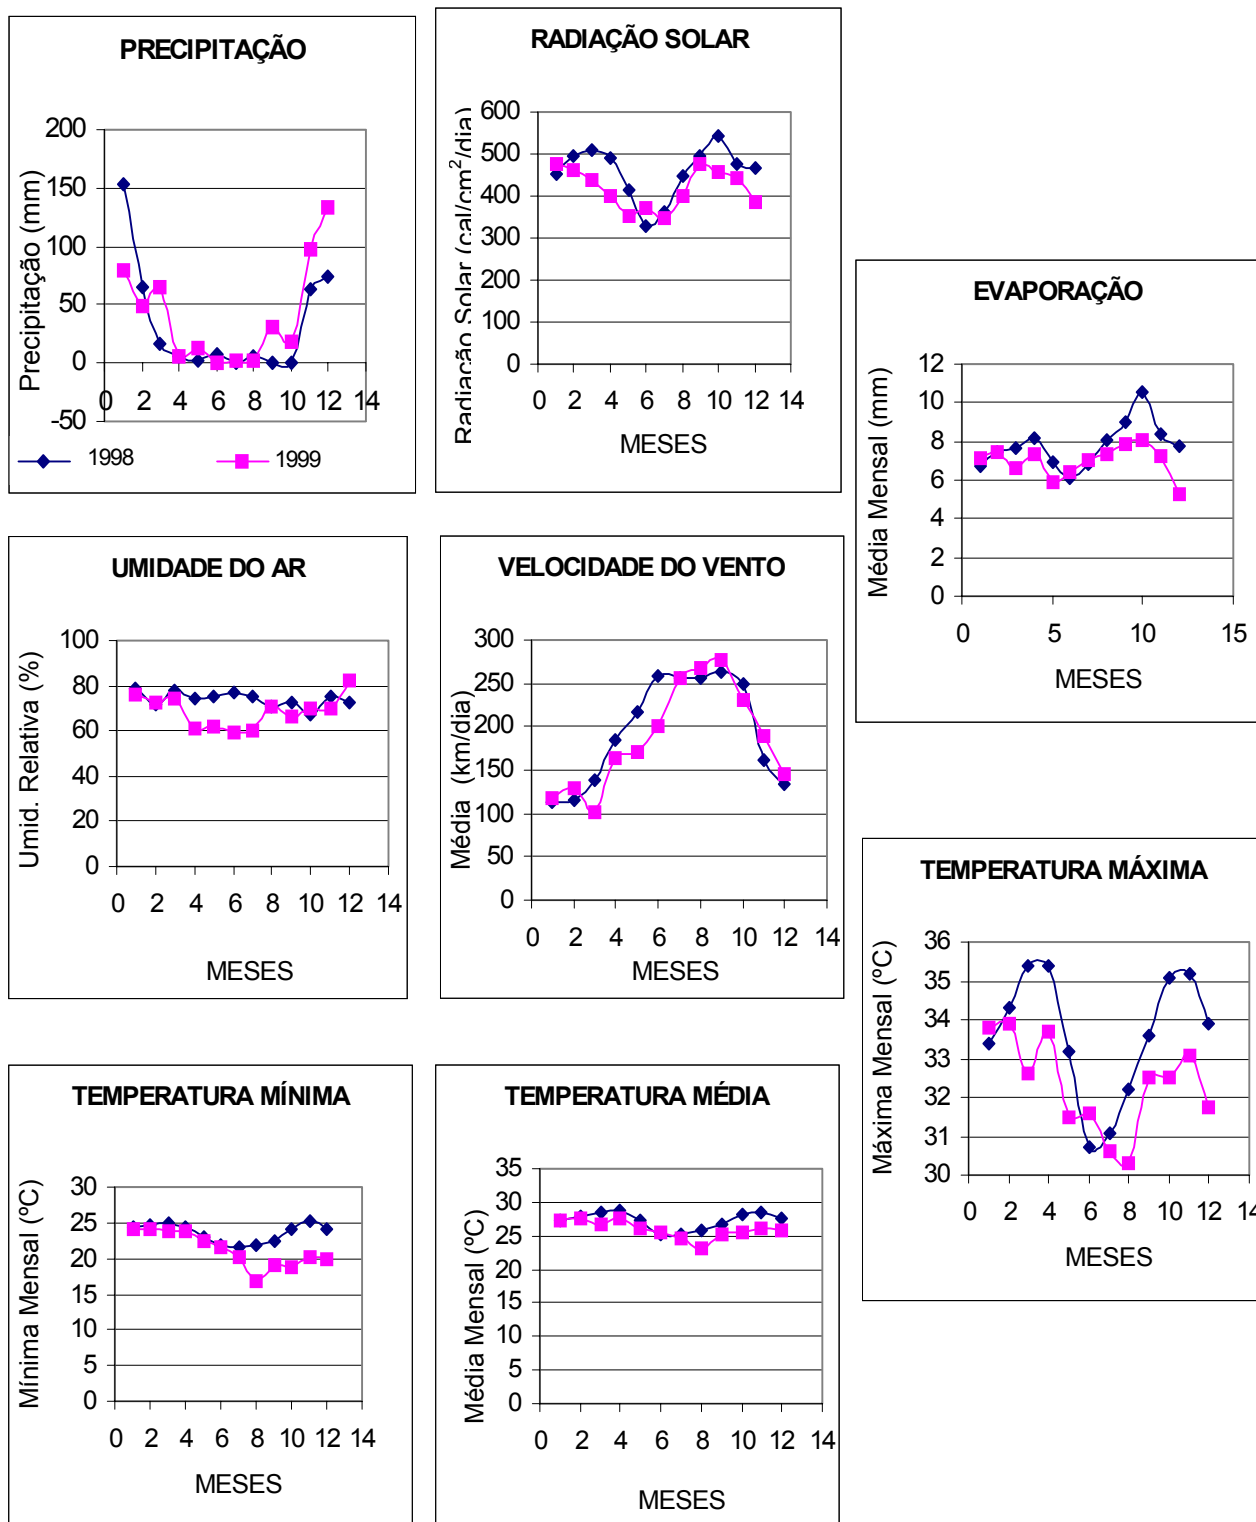 PRECIPITAÇÃO
Precipitação (mm)
200
150
100
50
0
-50
0 2 4 6 8 10 12 14
1998
1999
RADIAÇÃO SOLAR
Radiação Solar (cal/cm²/dia)
600
500
400
300
200
100
0
0 2 4 6 8 10 12 14
MESES
EVAPORAÇÃO
Média Mensal (mm)
12
10
8
6
4
2
0
0 5 10 15
MESES
UMIDADE DO AR
Umid. Relativa (%)
100
80
60
40
20
0
0 2 4 6 8 10 12 14
MESES
VELOCIDADE DO VENTO
Média (km/dia)
300
250
200
150
100
50
0
0 2 4 6 8 10 12 14
MESES
TEMPERATURA MÁXIMA
Máxima Mensal (ºC)
36
35
34
33
32
31
30
0 2 4 6 8 10 12 14
MESES
TEMPERATURA MÍNIMA
Mínima Mensal (ºC)
30
25
20
15
10
5
0
0 2 4 6 8 10 12 14
MESES
TEMPERATURA MÉDIA
Média Mensal (ºC)
35
30
25
20
15
10
5
0
0 2 4 6 8 10 12 14
MESES